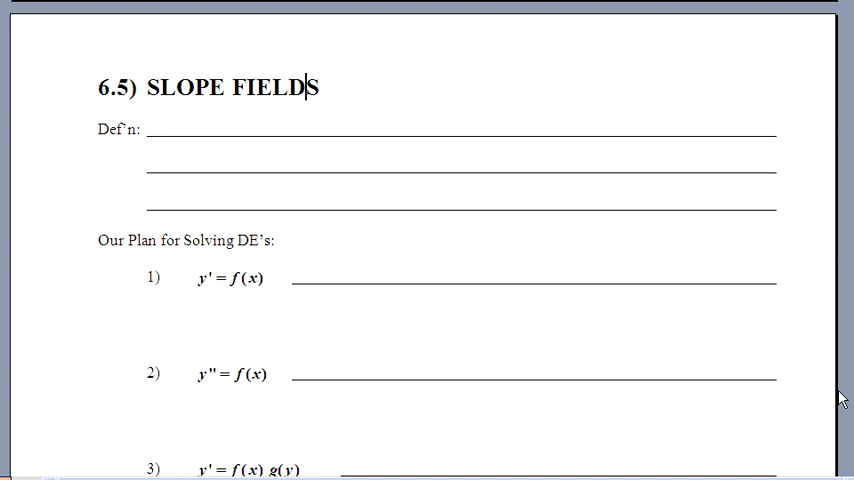 6.5) SLOPE FIELDS
Def'n:
Our Plan for Solving DE's:
1) y' = f(x)
2) y" = f(x)
3) y' = f(x) g(y)